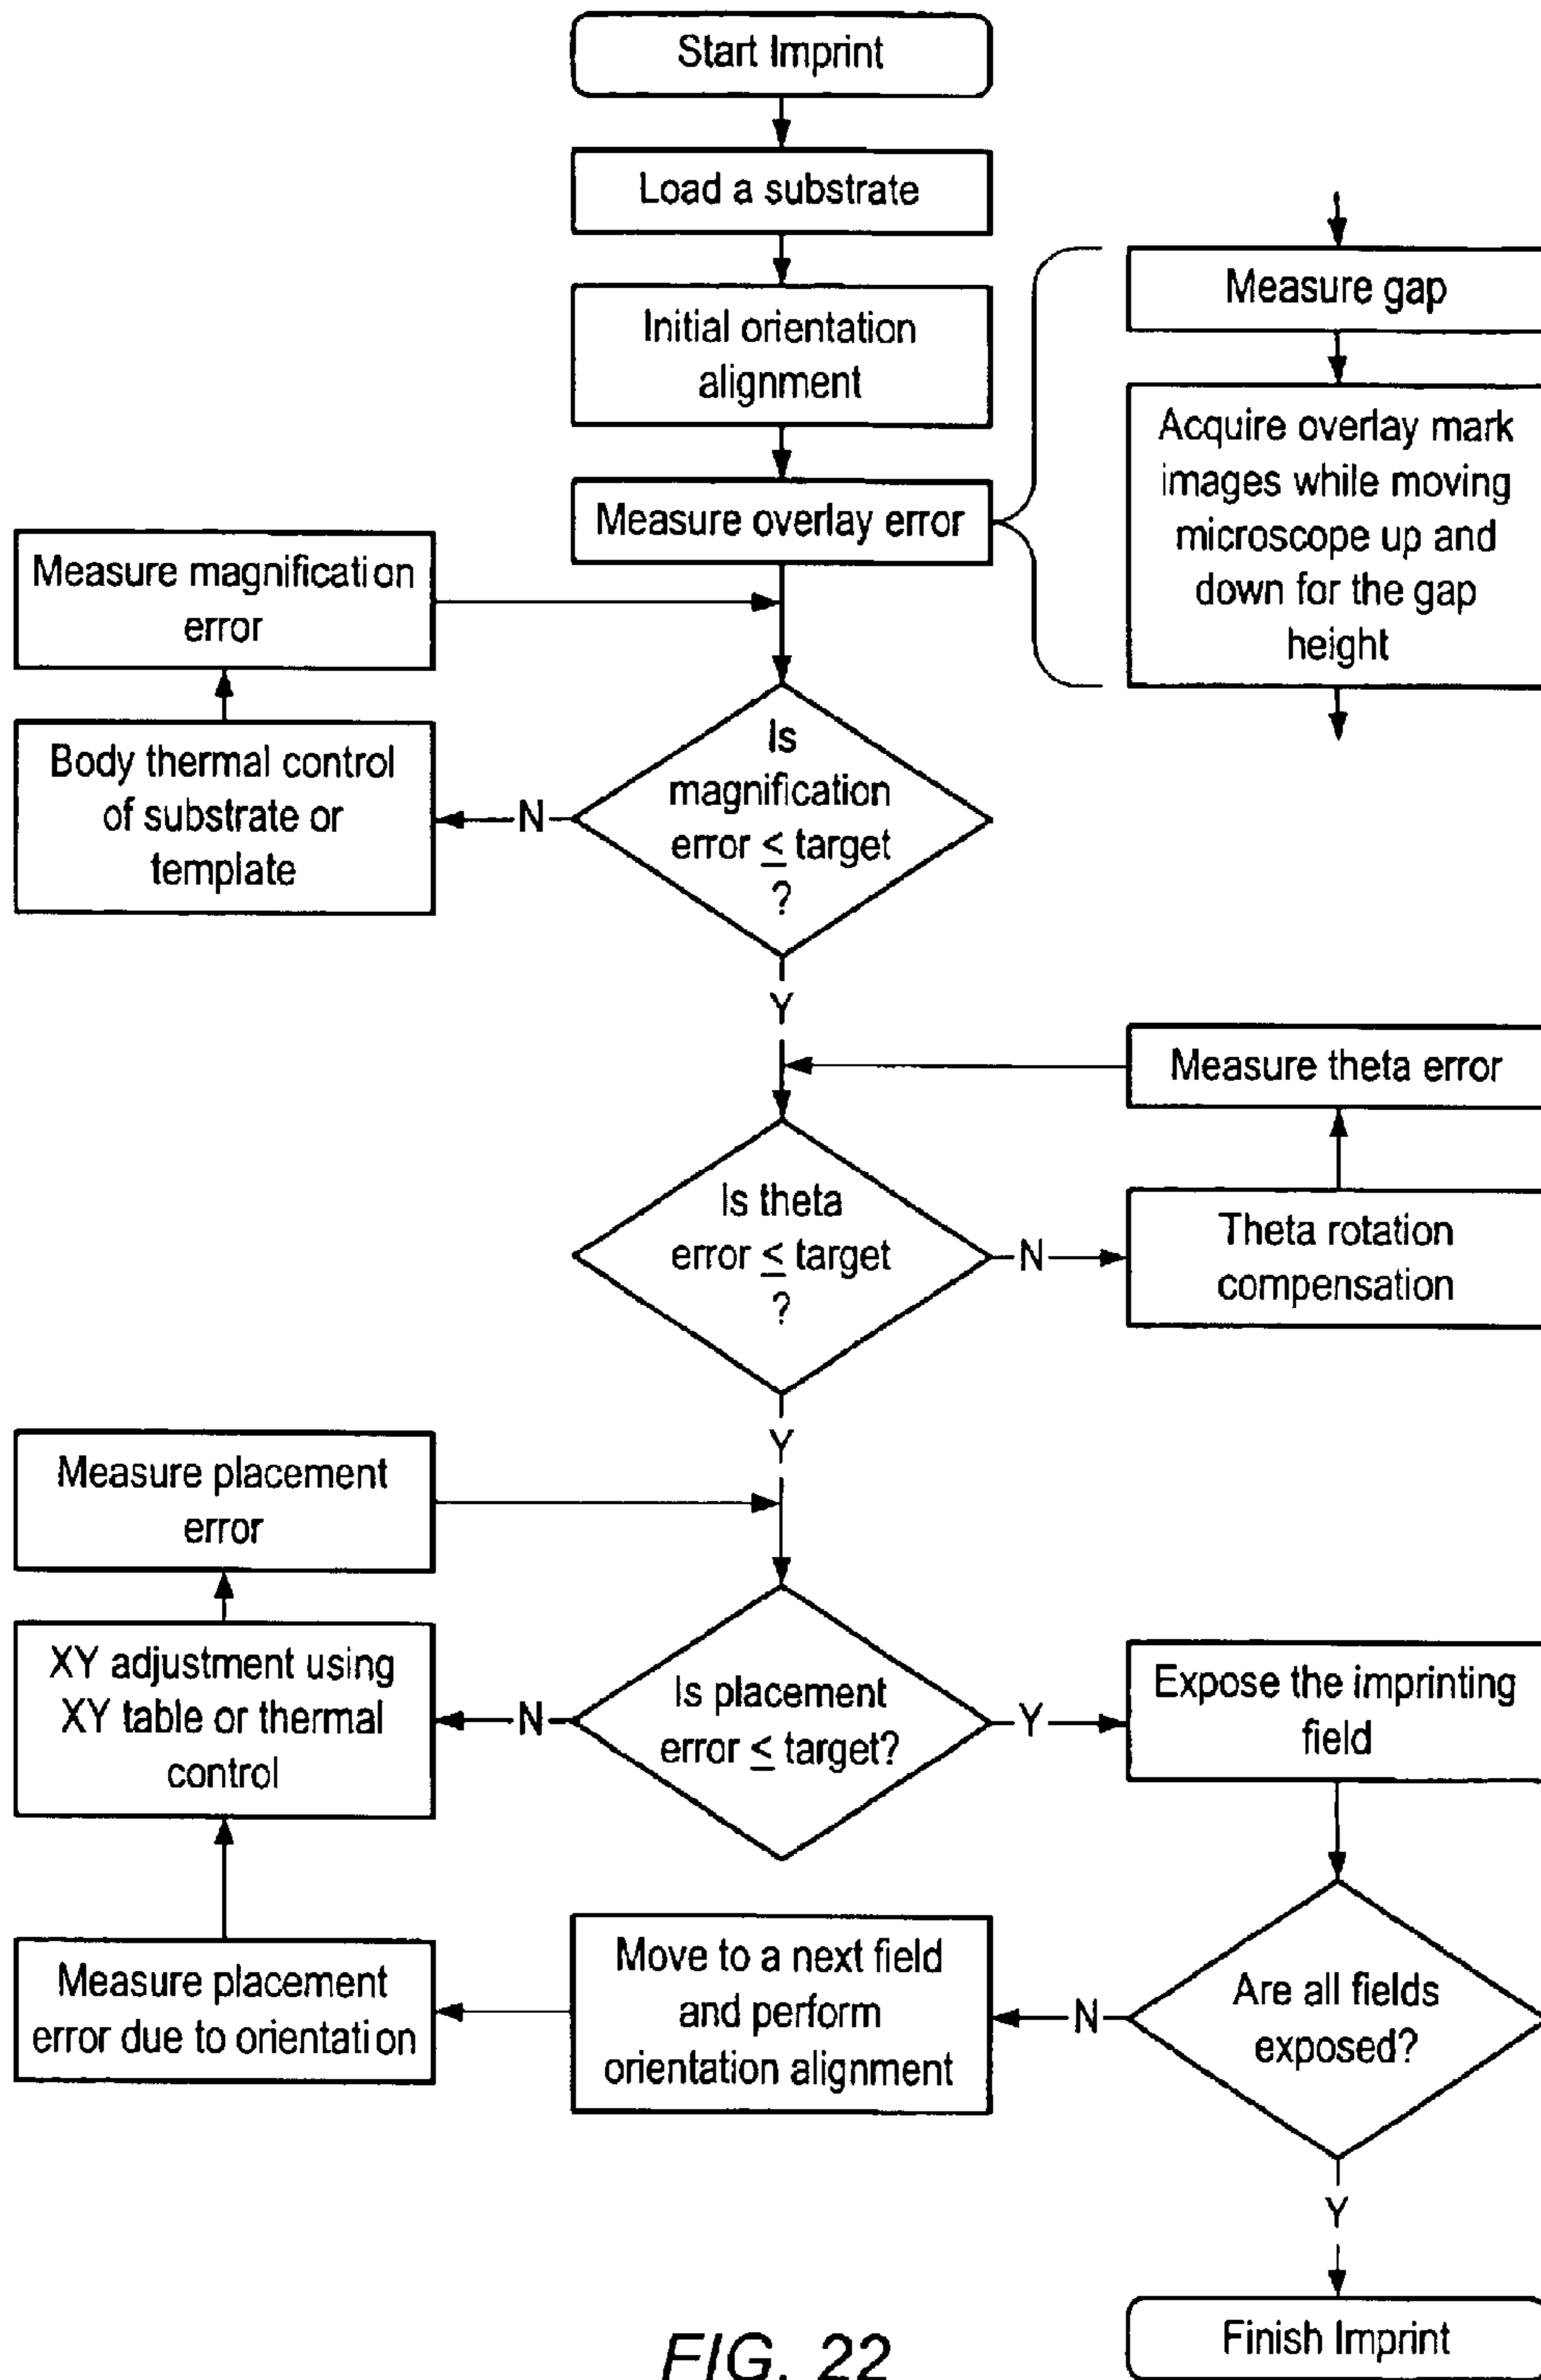 Start Imprint
Load a substrate
Initial orientation
alignment
Measure overlay error
Measure gap
Acquire overlay mark
images while moving
microscope up and
down for the gap
height
Measure magnification
error
Body thermal control
of substrate or
template
N
Is
magnification
error ≤ target
?
Y
Measure theta error
Is theta
error ≤ target
?
N
Theta rotation
compensation
Y
Measure placement
error
XY adjustment using
XY table or thermal
control
N
Is placement
error ≤ target?
Y
Expose the imprinting
field
Measure placement
error due to orientation
Move to a next field
and perform
orientation alignment
N
Are all fields
exposed?
Y
Finish Imprint
FIG. 22